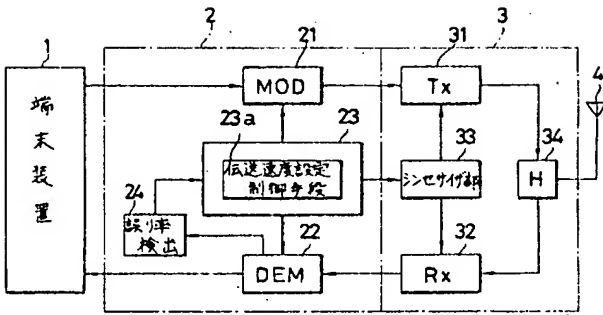 2
3
1
21
31
MOD
Tx
4
端末装置
23a
23
33
34
伝送速度設定
制御手段
シンセサイザ部
H
24
誤り率
検出
22
32
DEM
Rx